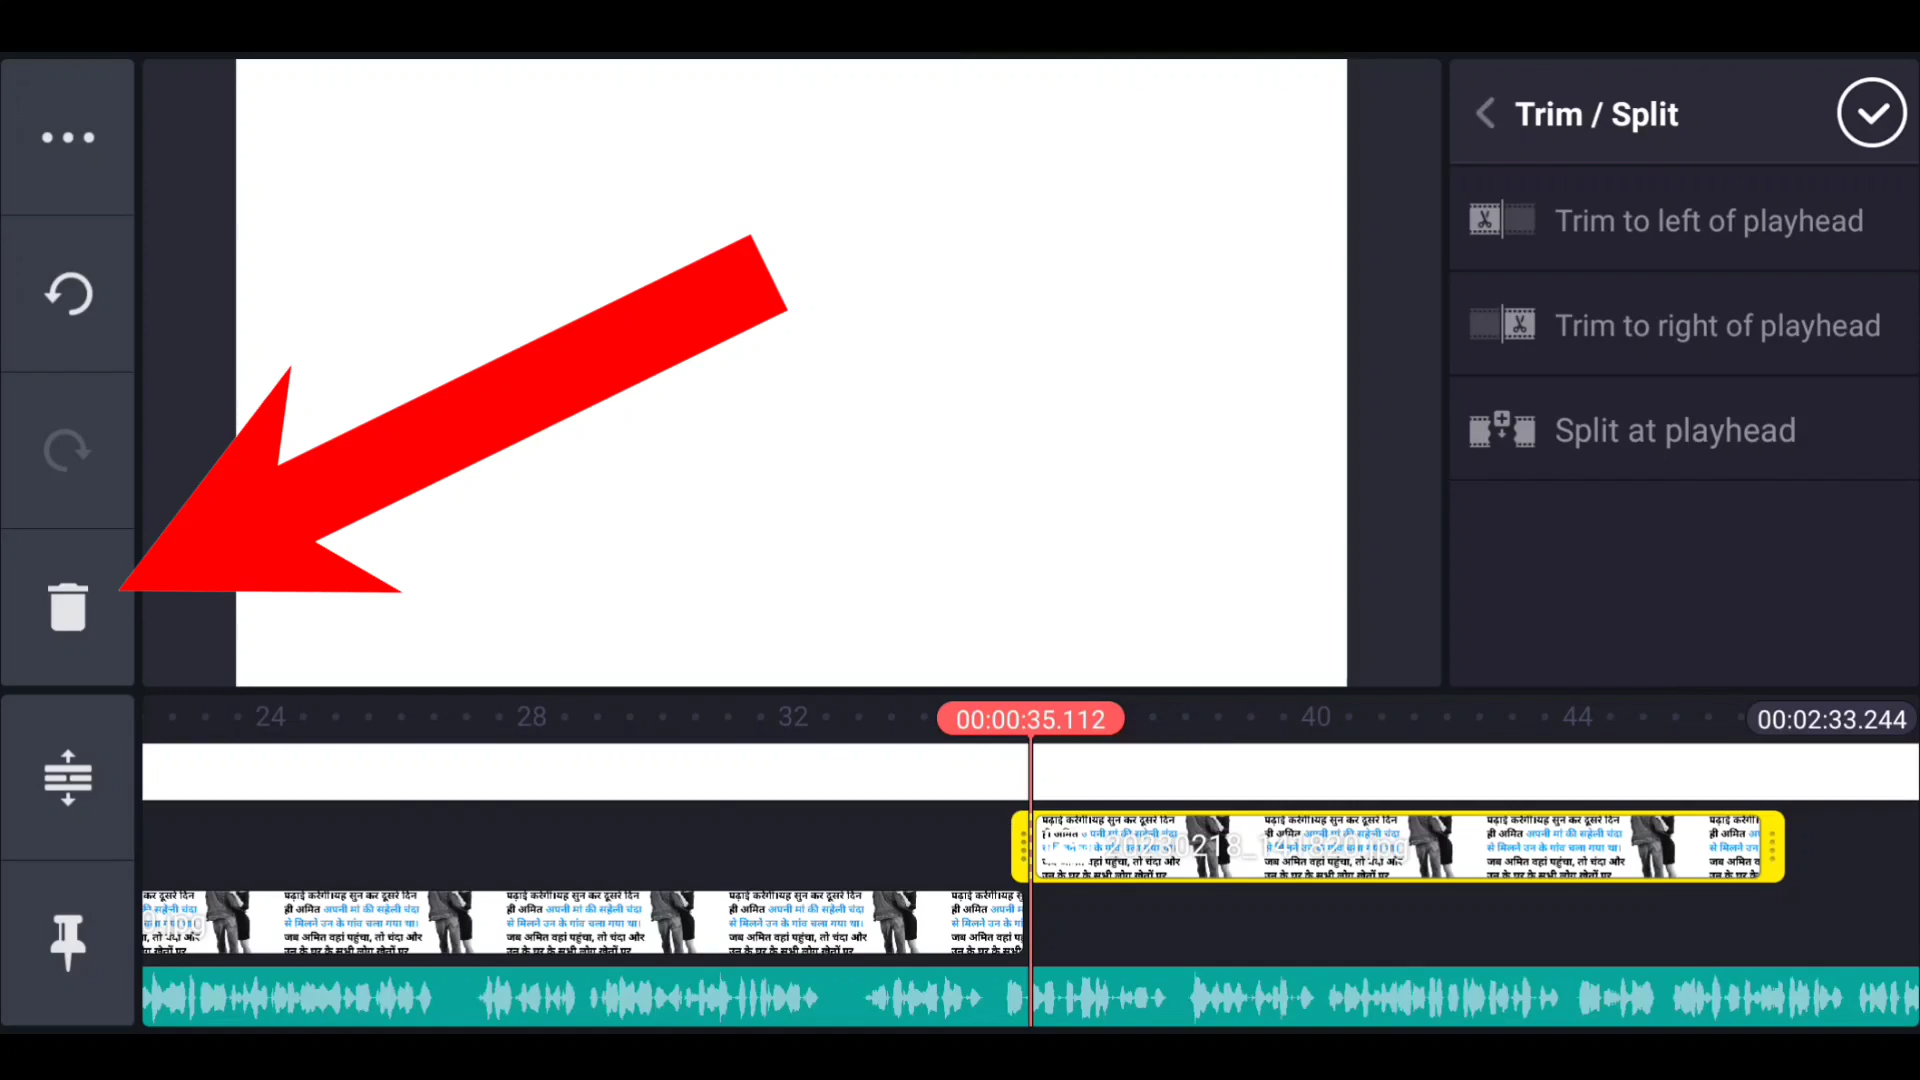 Trim / Split
Trim to left of playhead
Trim to right of playhead
Split at playhead
24 28 32 00:00:35.112 40 44 00:02:33.244
पढ़ाई करेगी।यह सुन कर दूसरे दिन
ही अमित अपनी मां की सहेली चंदा
से मिलने उन के गांव चला गया था।
जब अमित वहां पहुंचा, तो चंदा और
उन के घर के सभी लोग खेतों पर